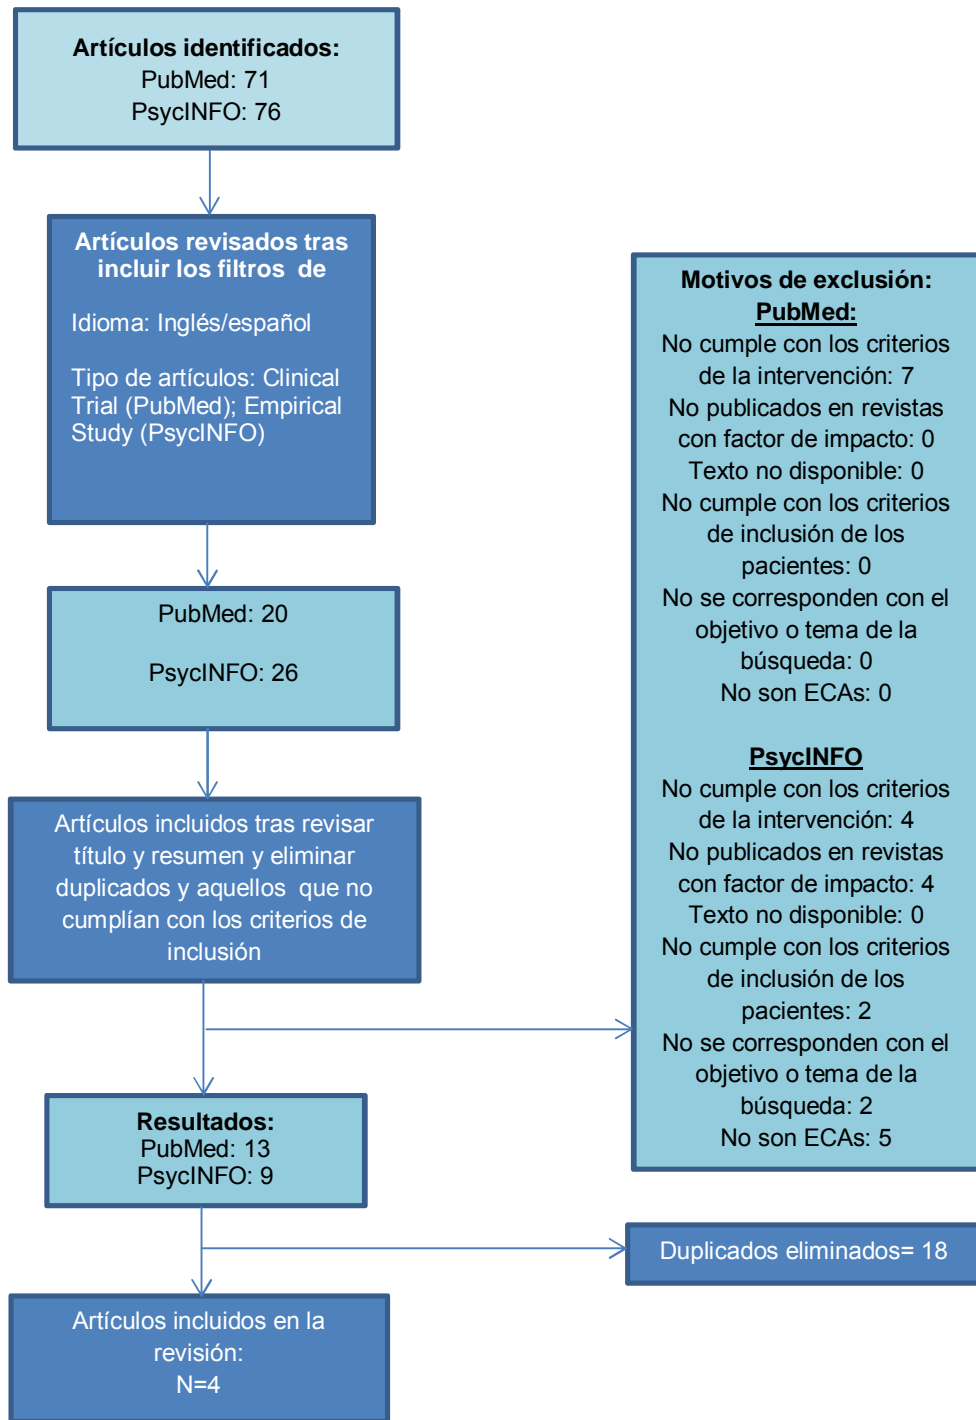 Artículos identificados:
PubMed: 71
PsycINFO: 76
Artículos revisados tras
incluir los filtros de
Idioma: Inglés/español
Tipo de artículos: Clinical
Trial (PubMed); Empirical
Study (PsycINFO)
PubMed: 20
PsycINFO: 26
Artículos incluidos tras revisar
título y resumen y eliminar
duplicados y aquellos que no
cumplían con los criterios de
inclusión
Motivos de exclusión:
PubMed:
No cumple con los criterios
de la intervención: 7
No publicados en revistas
con factor de impacto: 0
Texto no disponible: 0
No cumple con los criterios
de inclusión de los
pacientes: 0
No se corresponden con el
objetivo o tema de la
búsqueda: 0
No son ECAs: 0
PsycINFO
No cumple con los criterios
de la intervención: 4
No publicados en revistas
con factor de impacto: 4
Texto no disponible: 0
No cumple con los criterios
de inclusión de los
pacientes: 2
No se corresponden con el
objetivo o tema de la
búsqueda: 2
No son ECAs: 5
Resultados:
PubMed: 13
PsycINFO: 9
Duplicados eliminados= 18
Artículos incluidos en la
revisión:
N=4